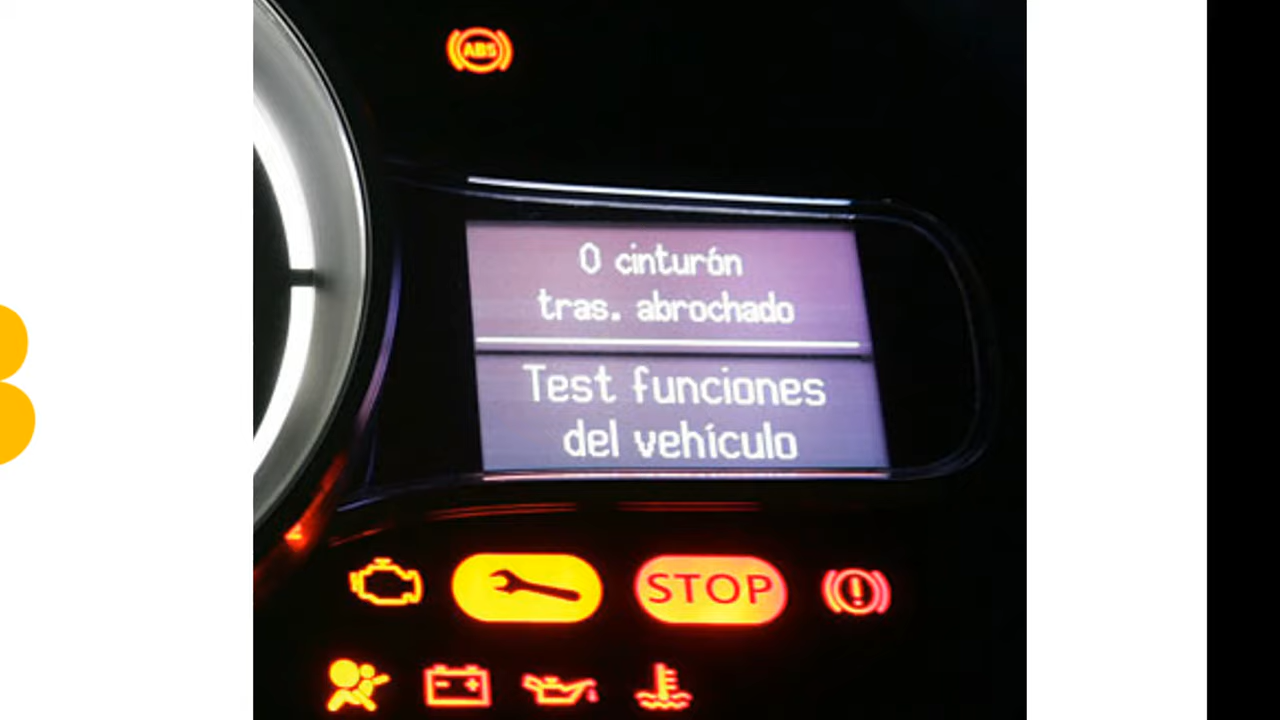 ABS
0 cinturón
tras. abrochado
Test funciones
del vehículo
STOP